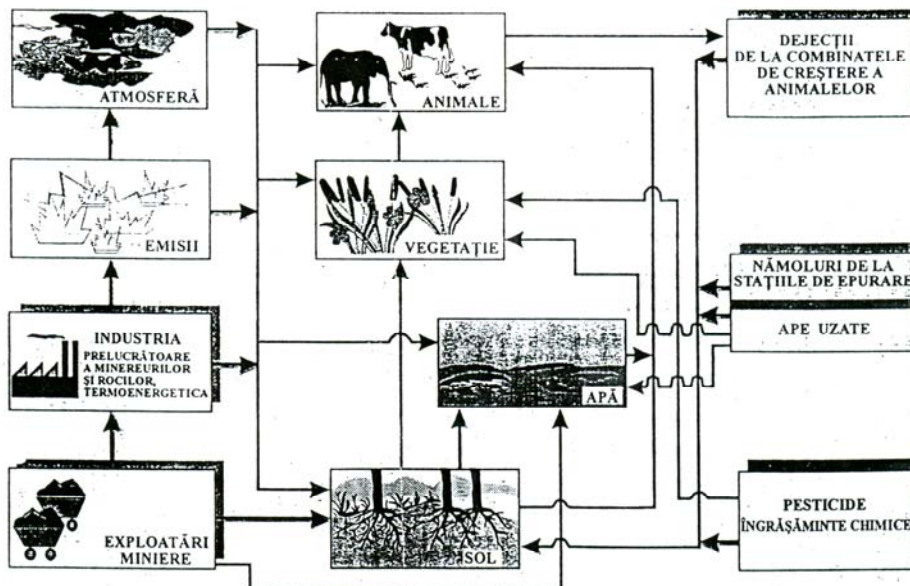 ATMOSFERĂ
EMISII
INDUSTRIA
PRELUCRĂTOARE
A MINEREURILOR
ȘI ROCILOR,
TERMOENERGETICA
EXPLOATĂRI
MINIERE
ANIMALE
VEGETAȚIE
APĂ
SOL
DEJECȚII
DE LA COMBINATELE
DE CREȘTERE A
ANIMALELOR
NĂMOLURI DE LA
STAȚIILE DE EPURARE
APE UZATE
PESTICIDE
ÎNGRĂȘĂMINTE CHIMICE